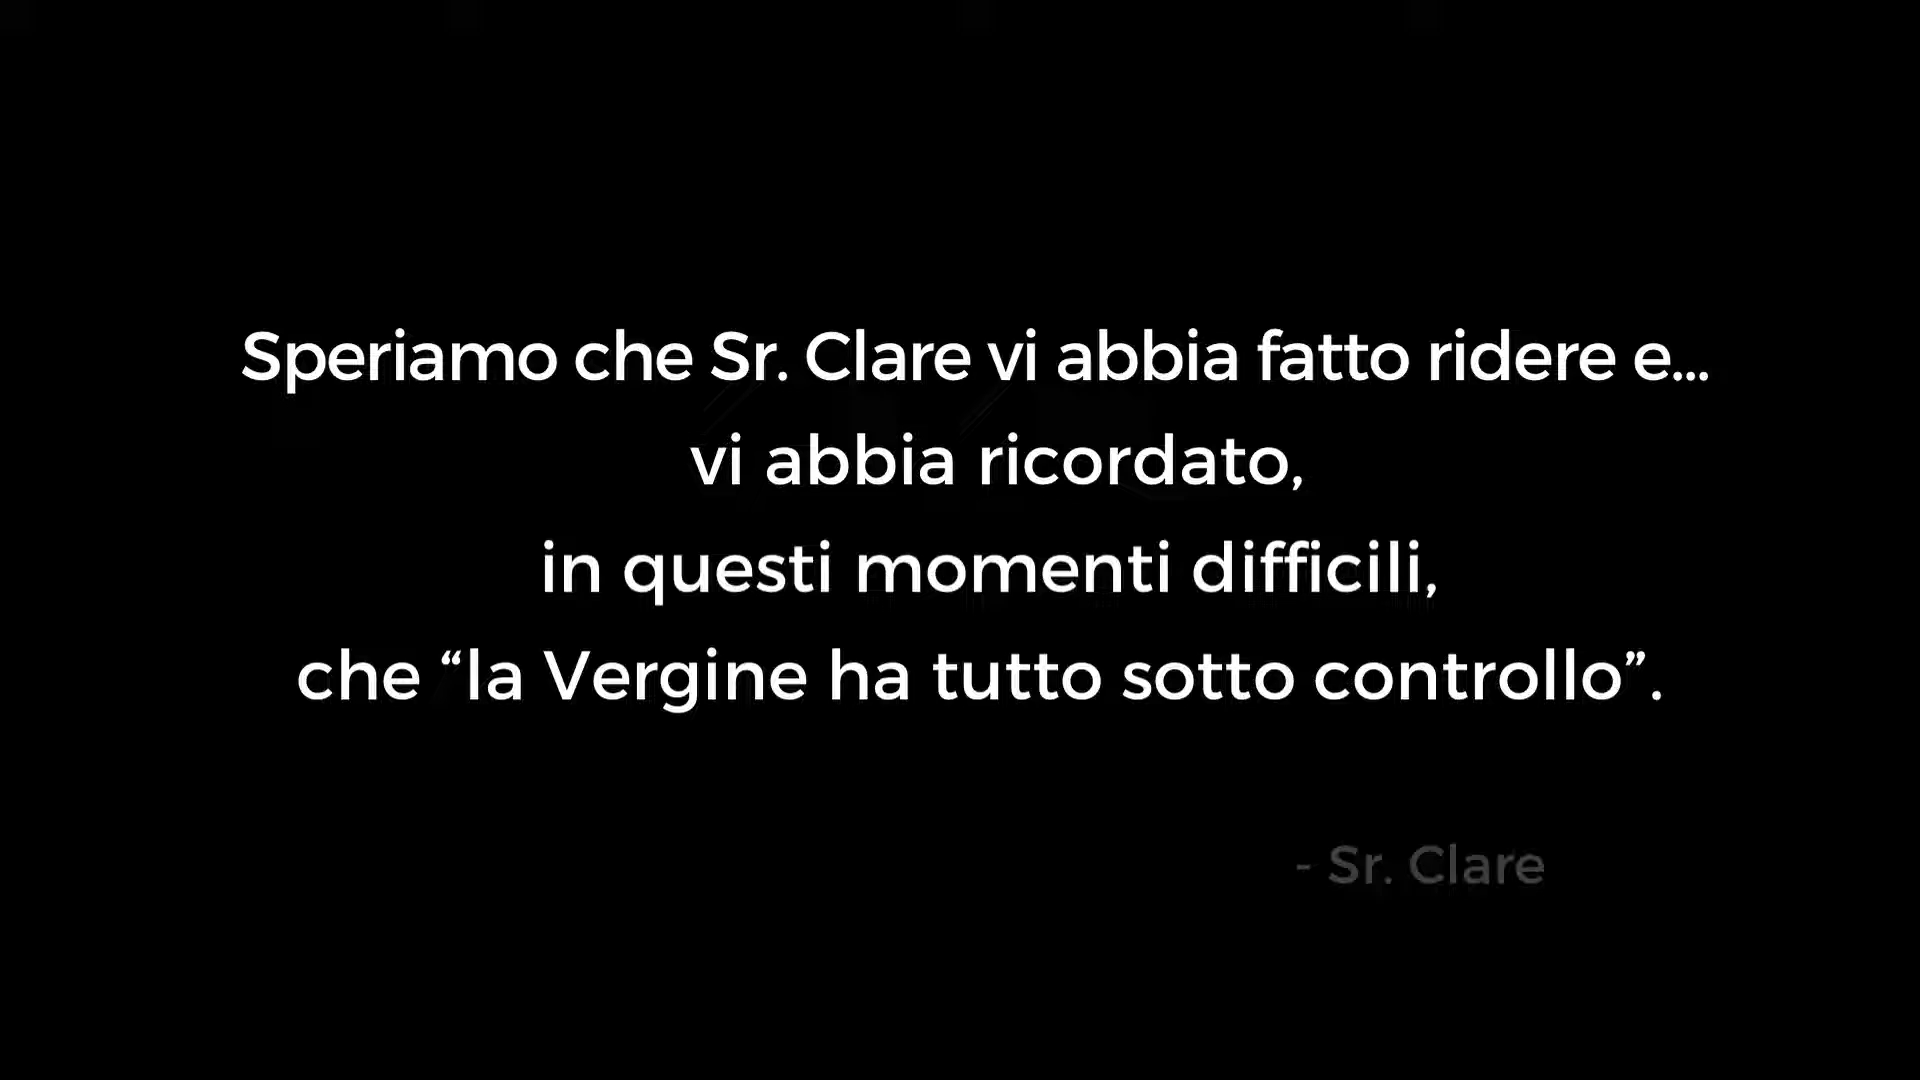 Speriamo che Sr. Clare vi abbia fatto ridere e...
vi abbia ricordato,
in questi momenti difficili,
che “la Vergine ha tutto sotto controllo”.
- Sr. Clare